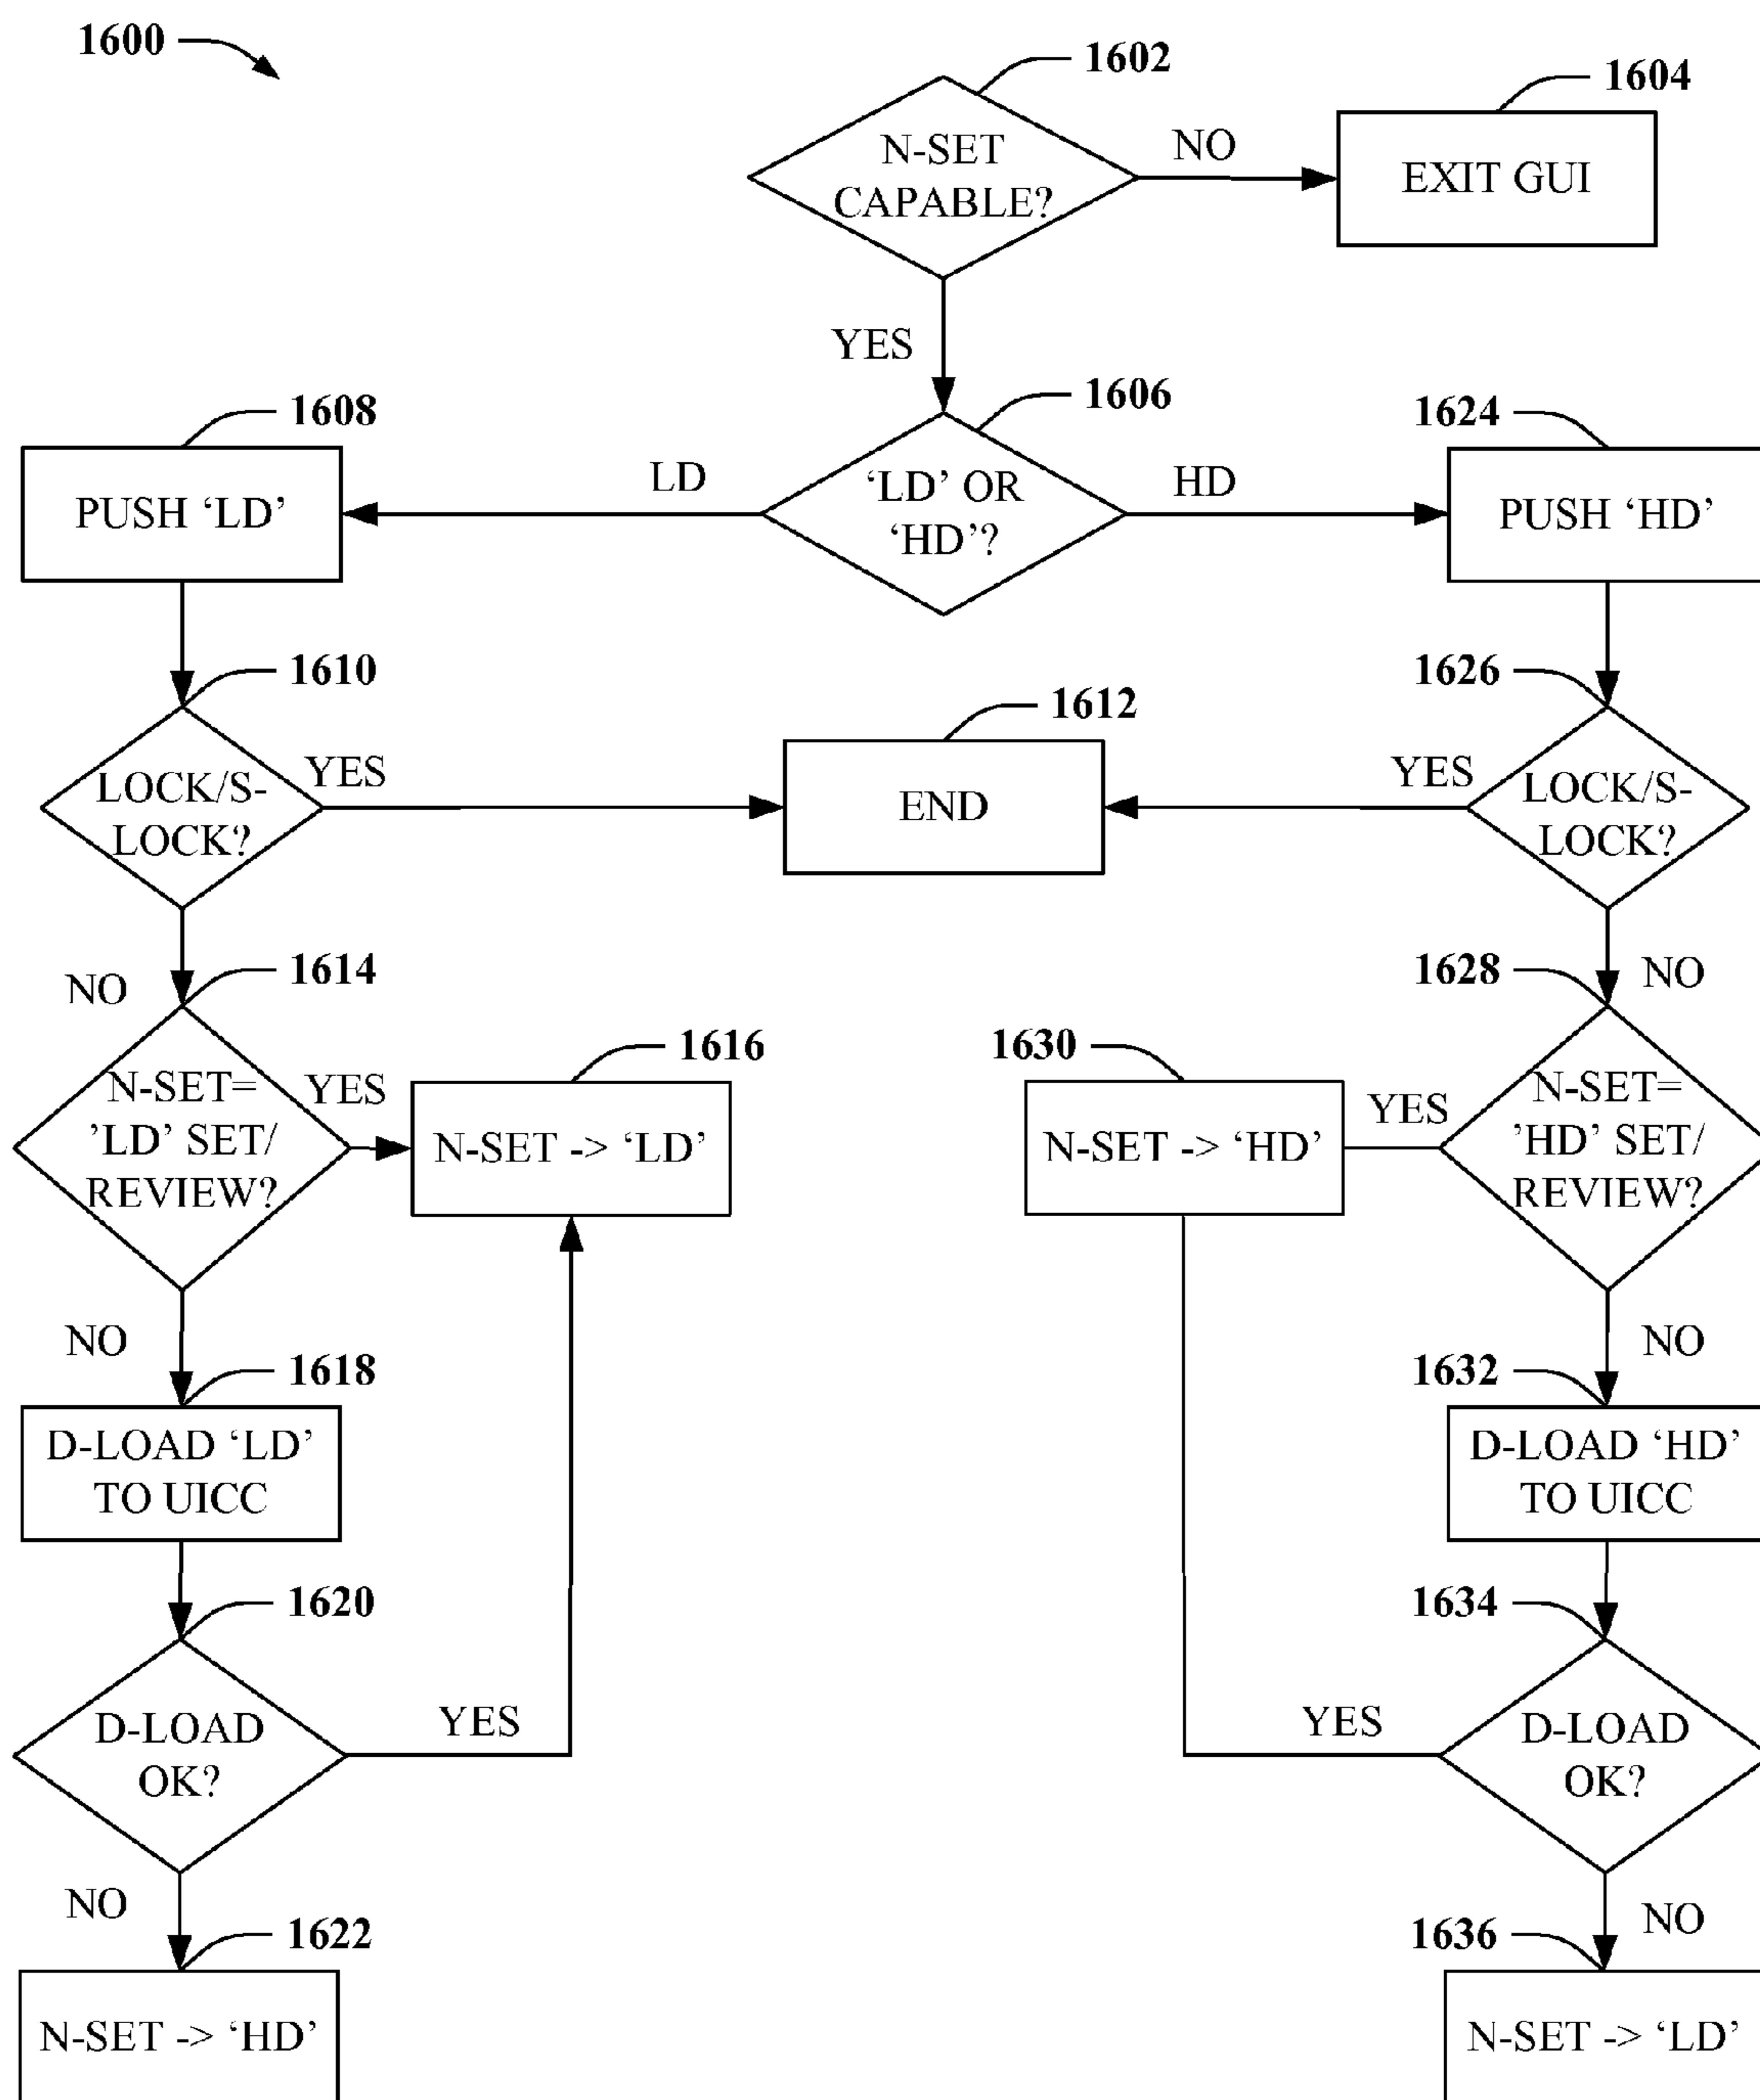 1600
1602
1604
N-SET
CAPABLE?
NO
EXIT GUI
YES
1606
1608
1624
PUSH ‘LD’
LD
‘LD’ OR
‘HD’?
HD
PUSH ‘HD’
1610
1612
1626
LOCK/S-
LOCK?
YES
END
YES
LOCK/S-
LOCK?
NO
1614
1628
NO
N-SET=
’LD’ SET/
REVIEW?
YES
1616
N-SET -> ‘LD’
1630
N-SET -> ‘HD’
YES
N-SET=
’HD’ SET/
REVIEW?
NO
1618
1632
NO
D-LOAD ‘LD’
TO UICC
D-LOAD ‘HD’
TO UICC
1620
1634
D-LOAD
OK?
YES
YES
D-LOAD
OK?
NO
1622
1636
NO
N-SET -> ‘HD’
N-SET -> ‘LD’